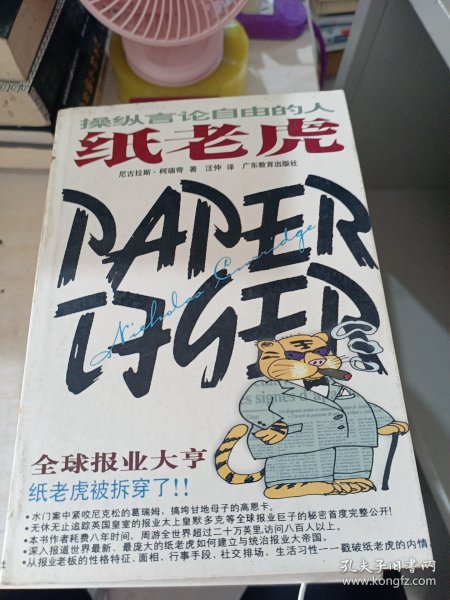 操纵言论自由的人
纸老虎
尼古拉斯·柯瑞奇 著 汪仲 译 广东教育出版社
PAPER
Nicholas Coleridge
TIGER
全球报业大亨
纸老虎被拆穿了!!
·水门案中紧咬尼克松的葛瑞姆、搞垮甘地母子的高恩卡。
·无休无止追踪英国皇室的报业太上皇默多克等全球报业巨子的秘密首度完整公开!
·本书作者耗费八年时间,周游全世界超过二十万英里,访问八百人以上。
·深入报道世界最新、最庞大的纸老虎如何建立与统治报业大帝国。
·从报业老板的性格特征、面相、行事手段、社交排场、生活习性——戳破纸老虎的内情。
孔夫子旧书网